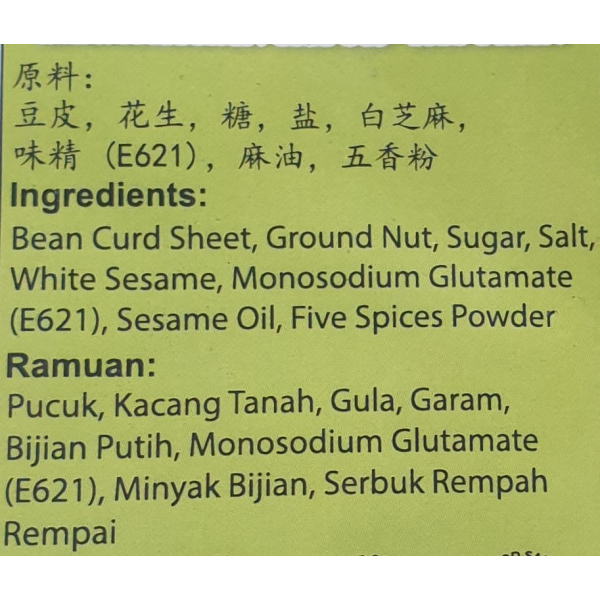 原料：
豆皮，花生，糖，盐，白芝麻，
味精（E621），麻油，五香粉
Ingredients:
Bean Curd Sheet, Ground Nut, Sugar, Salt,
White Sesame, Monosodium Glutamate
(E621), Sesame Oil, Five Spices Powder
Ramuan:
Pucuk, Kacang Tanah, Gula, Garam,
Bijian Putih, Monosodium Glutamate
(E621), Minyak Bijian, Serbuk Rempah
Rempai